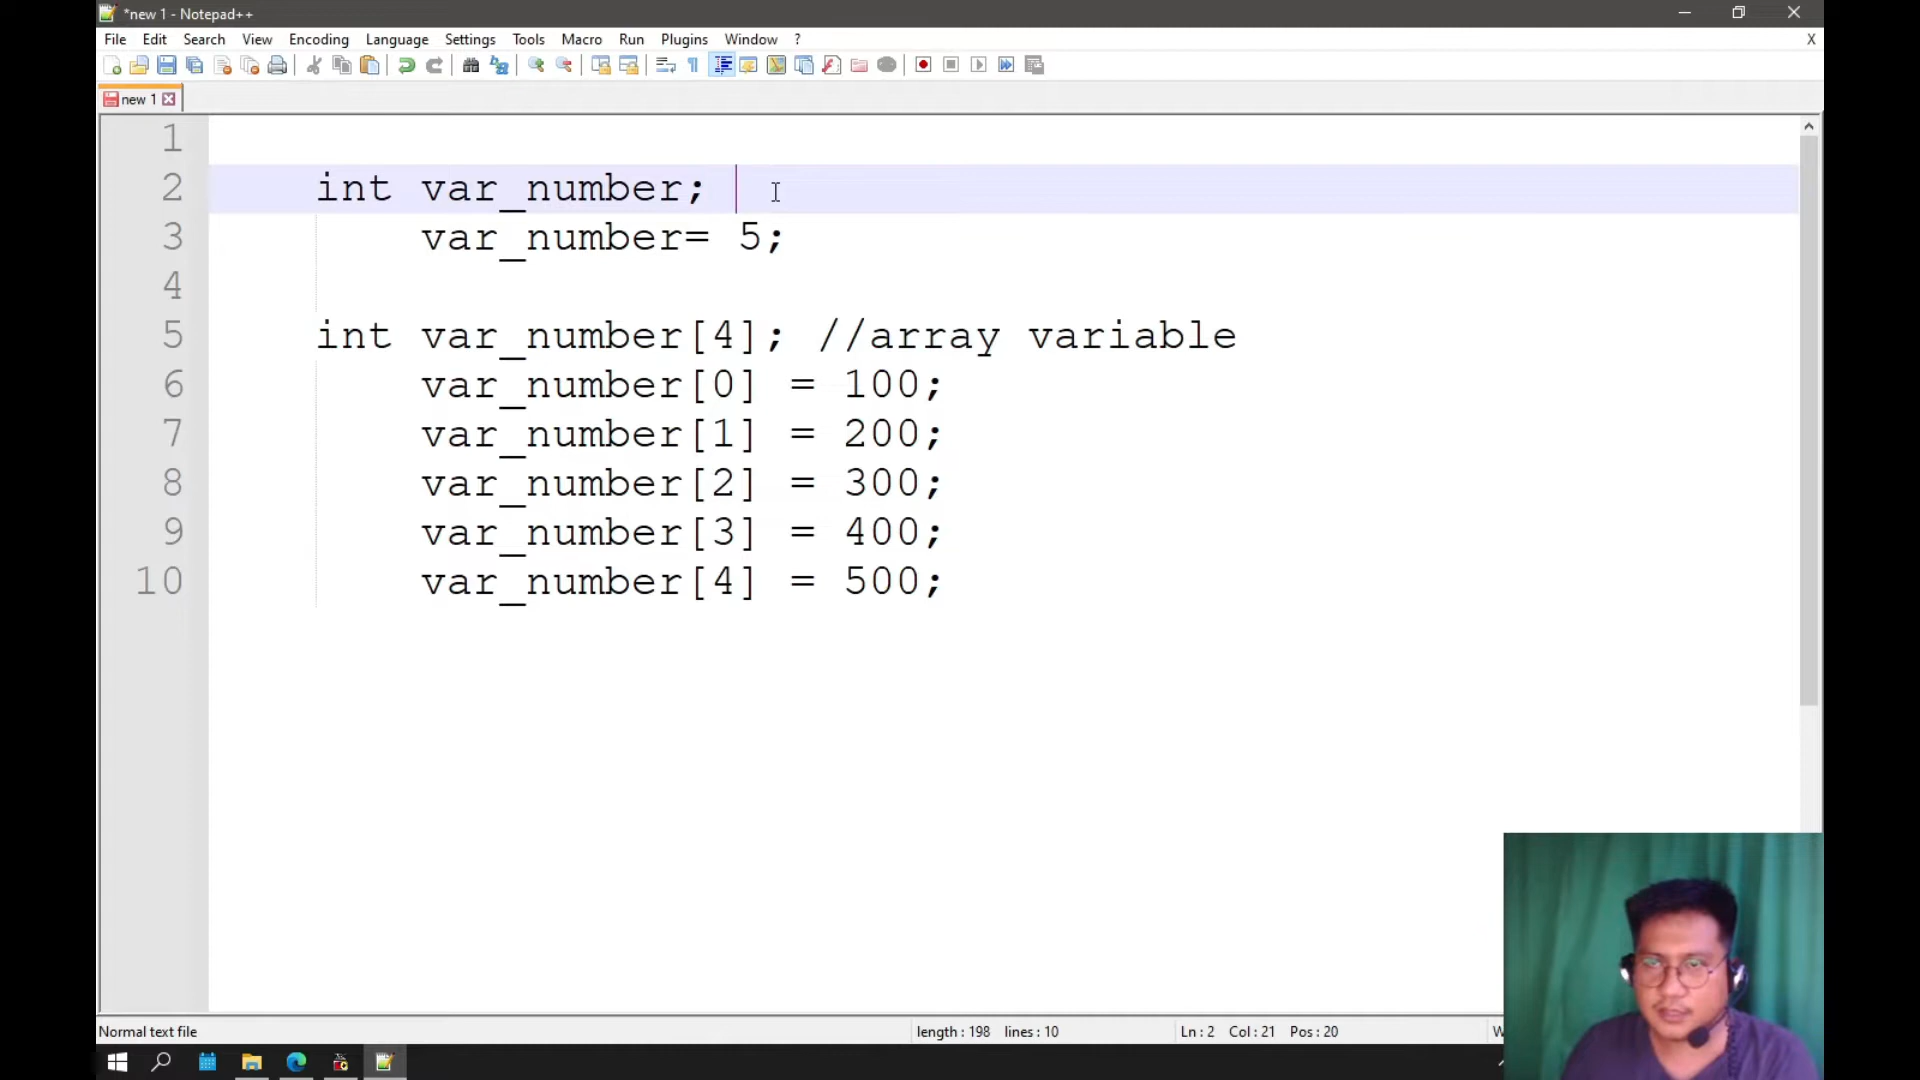 *new 1 - Notepad++
File Edit Search View Encoding Language Settings Tools Macro Run Plugins Window ? X
new 1
1
2 int var_number;
3 var_number= 5;
4
5 int var_number[4]; //array variable
6 var_number[0] = 100;
7 var_number[1] = 200;
8 var_number[2] = 300;
9 var_number[3] = 400;
10 var_number[4] = 500;
Normal text file length : 198 lines : 10 Ln : 2 Col : 21 Pos : 20 W